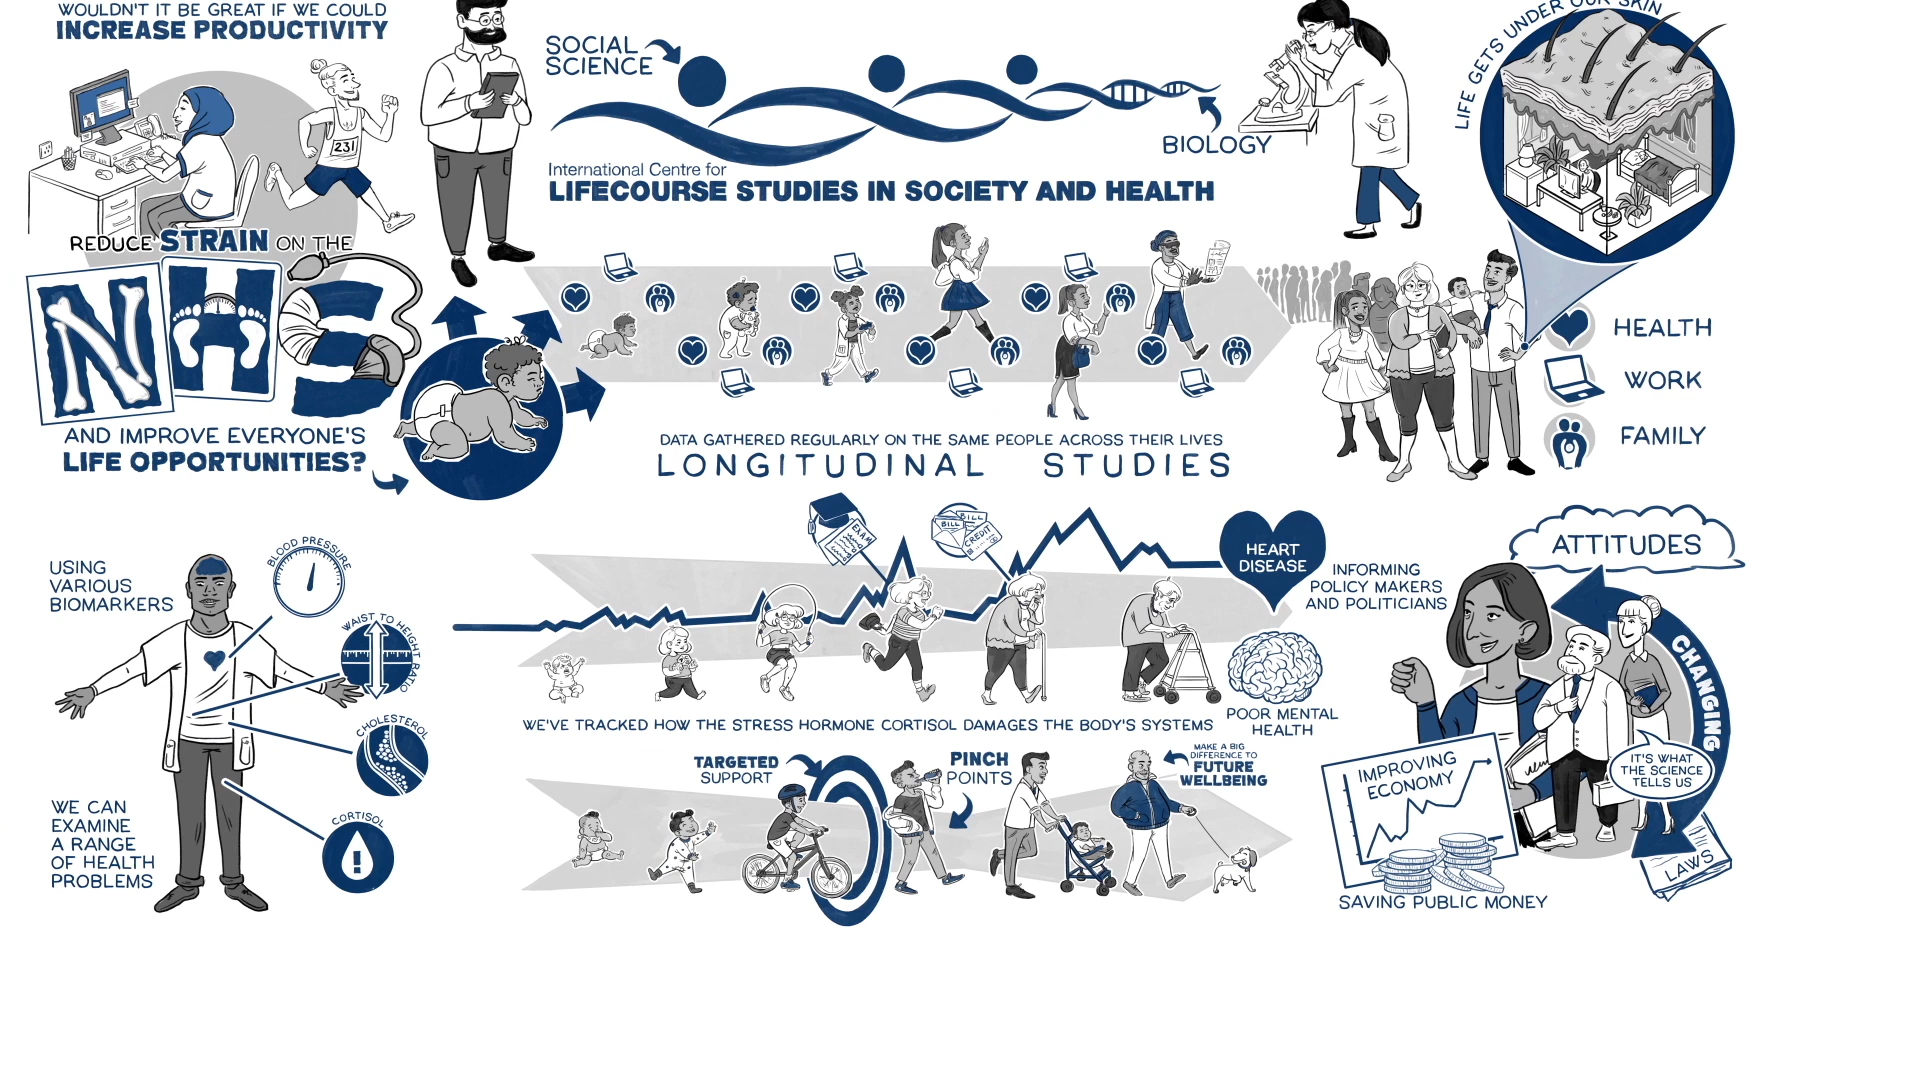 WOULDN'T IT BE GREAT IF WE COULD
INCREASE PRODUCTIVITY
231
REDUCE STRAIN ON THE
NHS
AND IMPROVE EVERYONE'S
LIFE OPPORTUNITIES?
SOCIAL
SCIENCE
BIOLOGY
International Centre for
LIFECOURSE STUDIES IN SOCIETY AND HEALTH
LIFE GETS UNDER OUR SKIN
HEALTH
WORK
FAMILY
DATA GATHERED REGULARLY ON THE SAME PEOPLE ACROSS THEIR LIVES
LONGITUDINAL STUDIES
USING
VARIOUS
BIOMARKERS
BLOOD PRESSURE
WAIST TO HEIGHT RATIO
CHOLESTEROL
CORTISOL
!
WE CAN
EXAMINE
A RANGE
OF HEALTH
PROBLEMS
EXAM
BILL
BILL
CREDIT
HEART
DISEASE
POOR MENTAL
HEALTH
WE'VE TRACKED HOW THE STRESS HORMONE CORTISOL DAMAGES THE BODY'S SYSTEMS
TARGETED
SUPPORT
PINCH
POINTS
MAKE A BIG
DIFFERENCE TO
FUTURE
WELLBEING
INFORMING
POLICY MAKERS
AND POLITICIANS
ATTITUDES
CHANGING
IT'S WHAT
THE SCIENCE
TELLS US
LAWS
IMPROVING
ECONOMY
SAVING PUBLIC MONEY